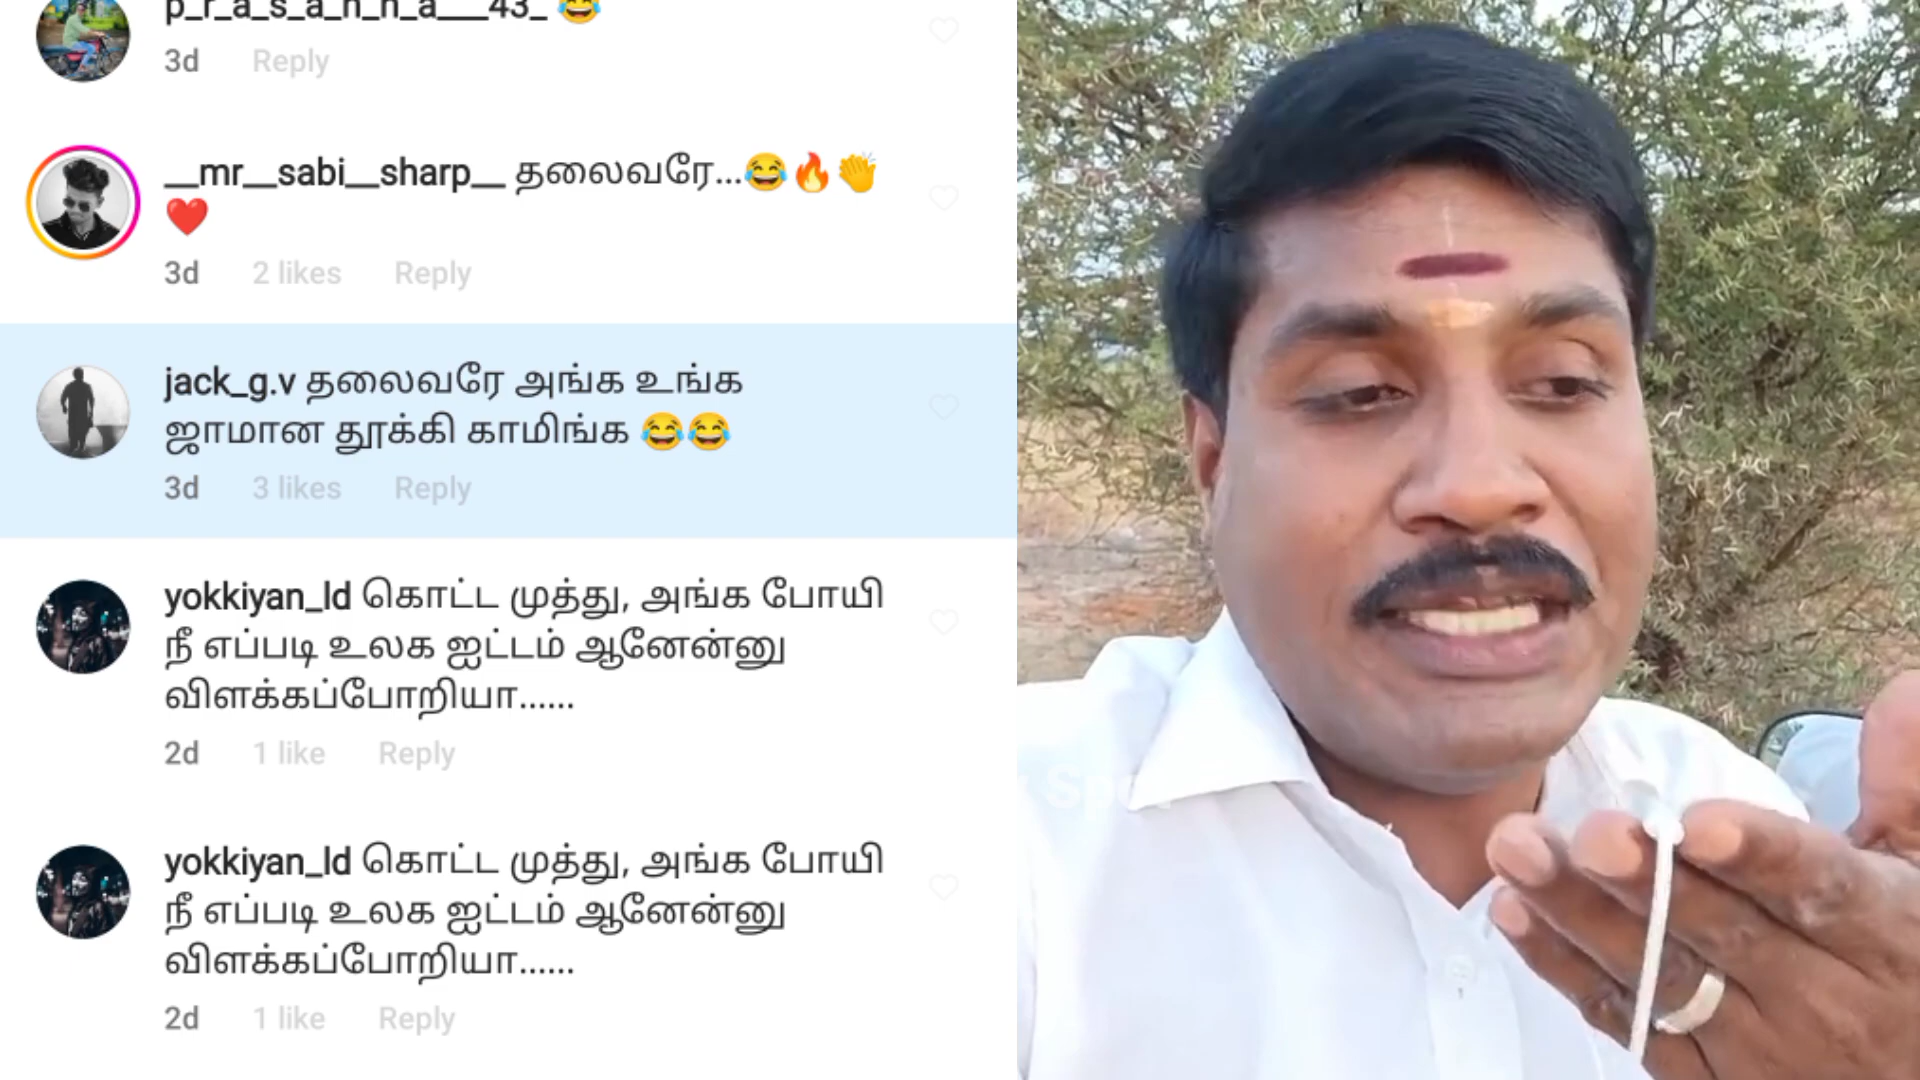 p_r_a_s_a_n_n_a___43_ 😂
3d Reply
__mr__sabi__sharp__ தலைவரே...😂🔥👏
❤️
3d 2 likes Reply
jack_g.v தலைவரே அங்க உங்க
ஜாமான தூக்கி காமிங்க 😂😂
3d 3 likes Reply
yokkiyan_ld கொட்ட முத்து, அங்க போயி
நீ எப்படி உலக ஐட்டம் ஆனேன்னு
விளக்கப்போறியா......
2d 1 like Reply
yokkiyan_ld கொட்ட முத்து, அங்க போயி
நீ எப்படி உலக ஐட்டம் ஆனேன்னு
விளக்கப்போறியா......
2d 1 like Reply